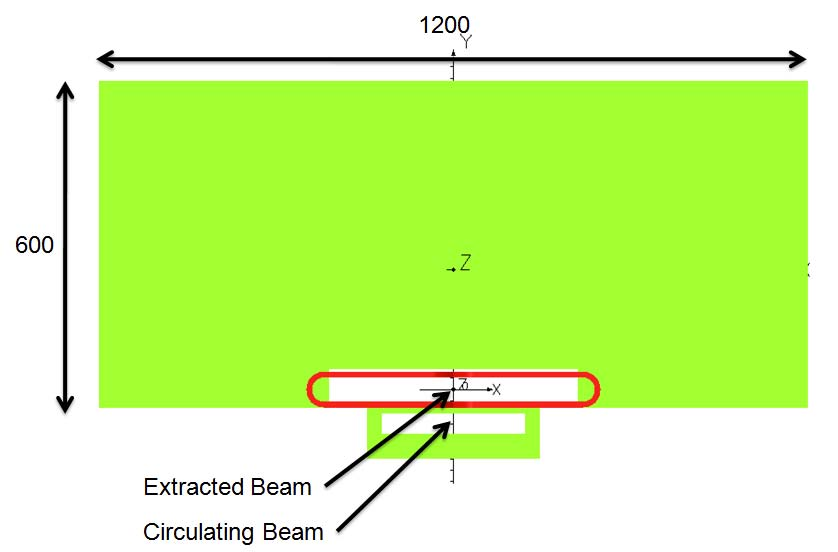 1200
Y
600
Z
X
Extracted Beam
Circulating Beam